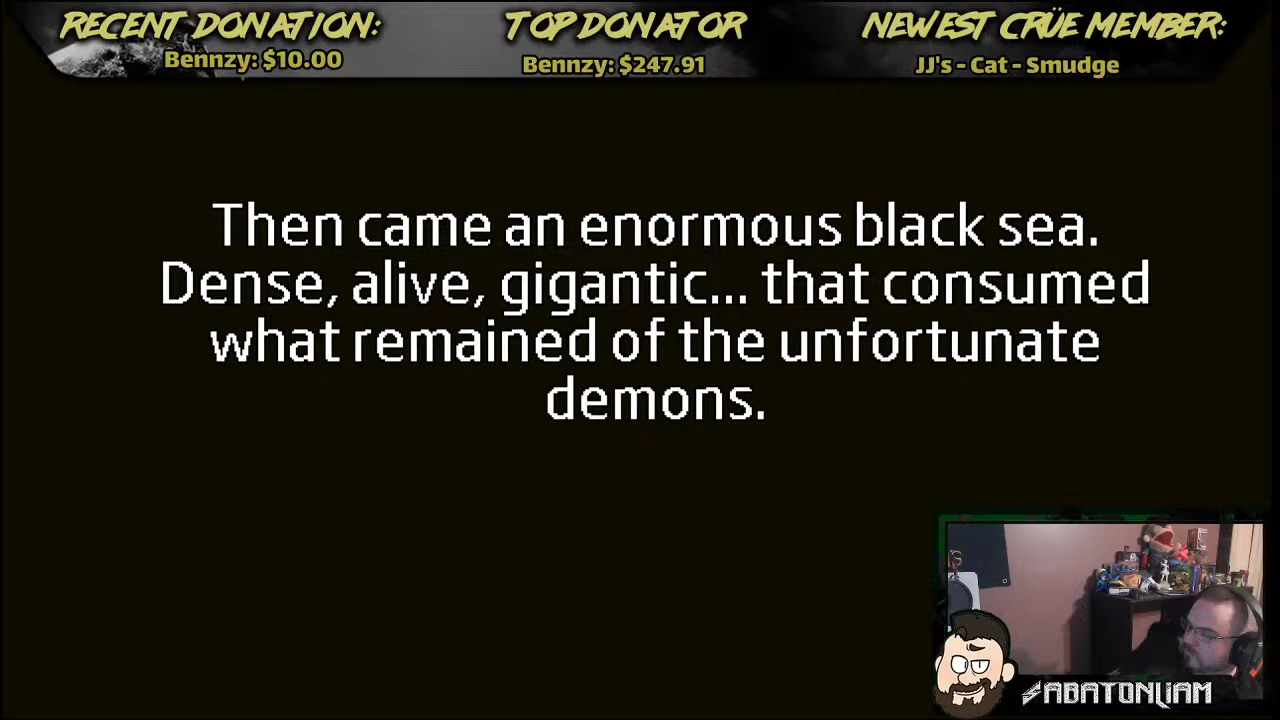 RECENT DONATION:
Bennzy: $10.00
TOP DONATOR
Bennzy: $247.91
NEWEST CRÜE MEMBER:
JJ's - Cat - Smudge
Then came an enormous black sea.
Dense, alive, gigantic... that consumed
what remained of the unfortunate
demons.
SABATONLIAM